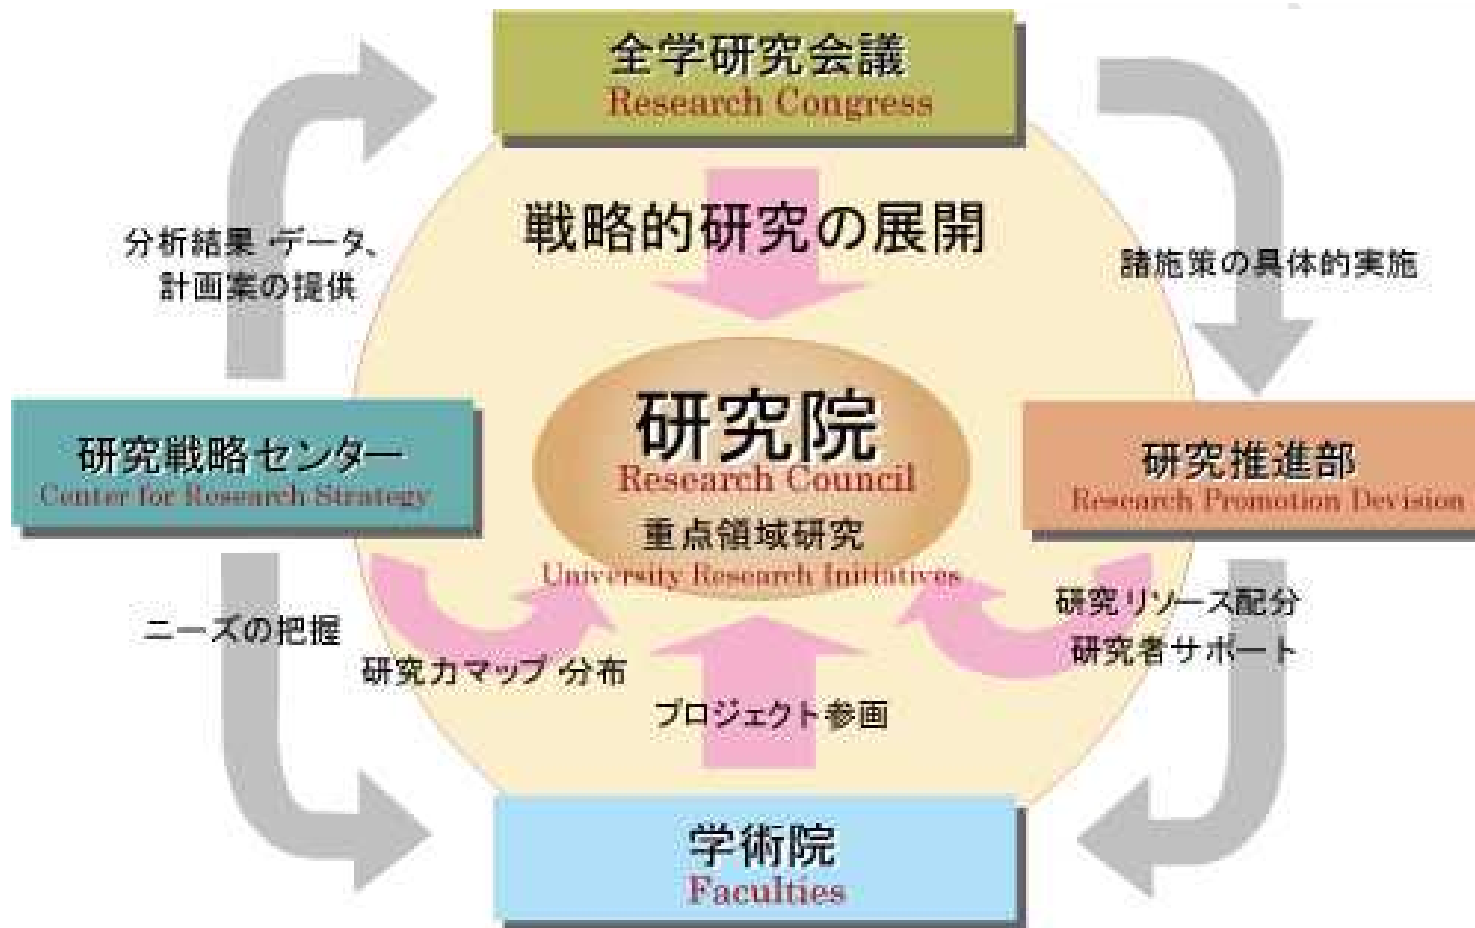 全学研究会議
Research Congress
戦略的研究の展開
分析結果・データ、
計画案の提供
諸施策の具体的実施
研究戦略センター
Center for Research Strategy
研究院
Research Council
重点領域研究
University Research Initiatives
研究推進部
Research Promotion Devision
ニーズの把握
研究力マップ・分布
研究リソース配分
研究者サポート
プロジェクト参画
学術院
Faculties